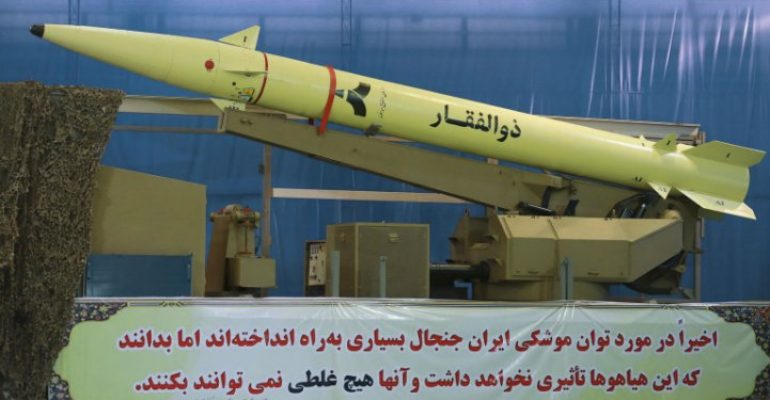 ذوالفقار
اخیراً در مورد توان موشکی ایران جنجال بسیاری به‌راه انداخته‌اند اما بدانند
که این هیاهوها تأثیری نخواهد داشت وآنها هیچ غلطی نمی توانند بکنند.